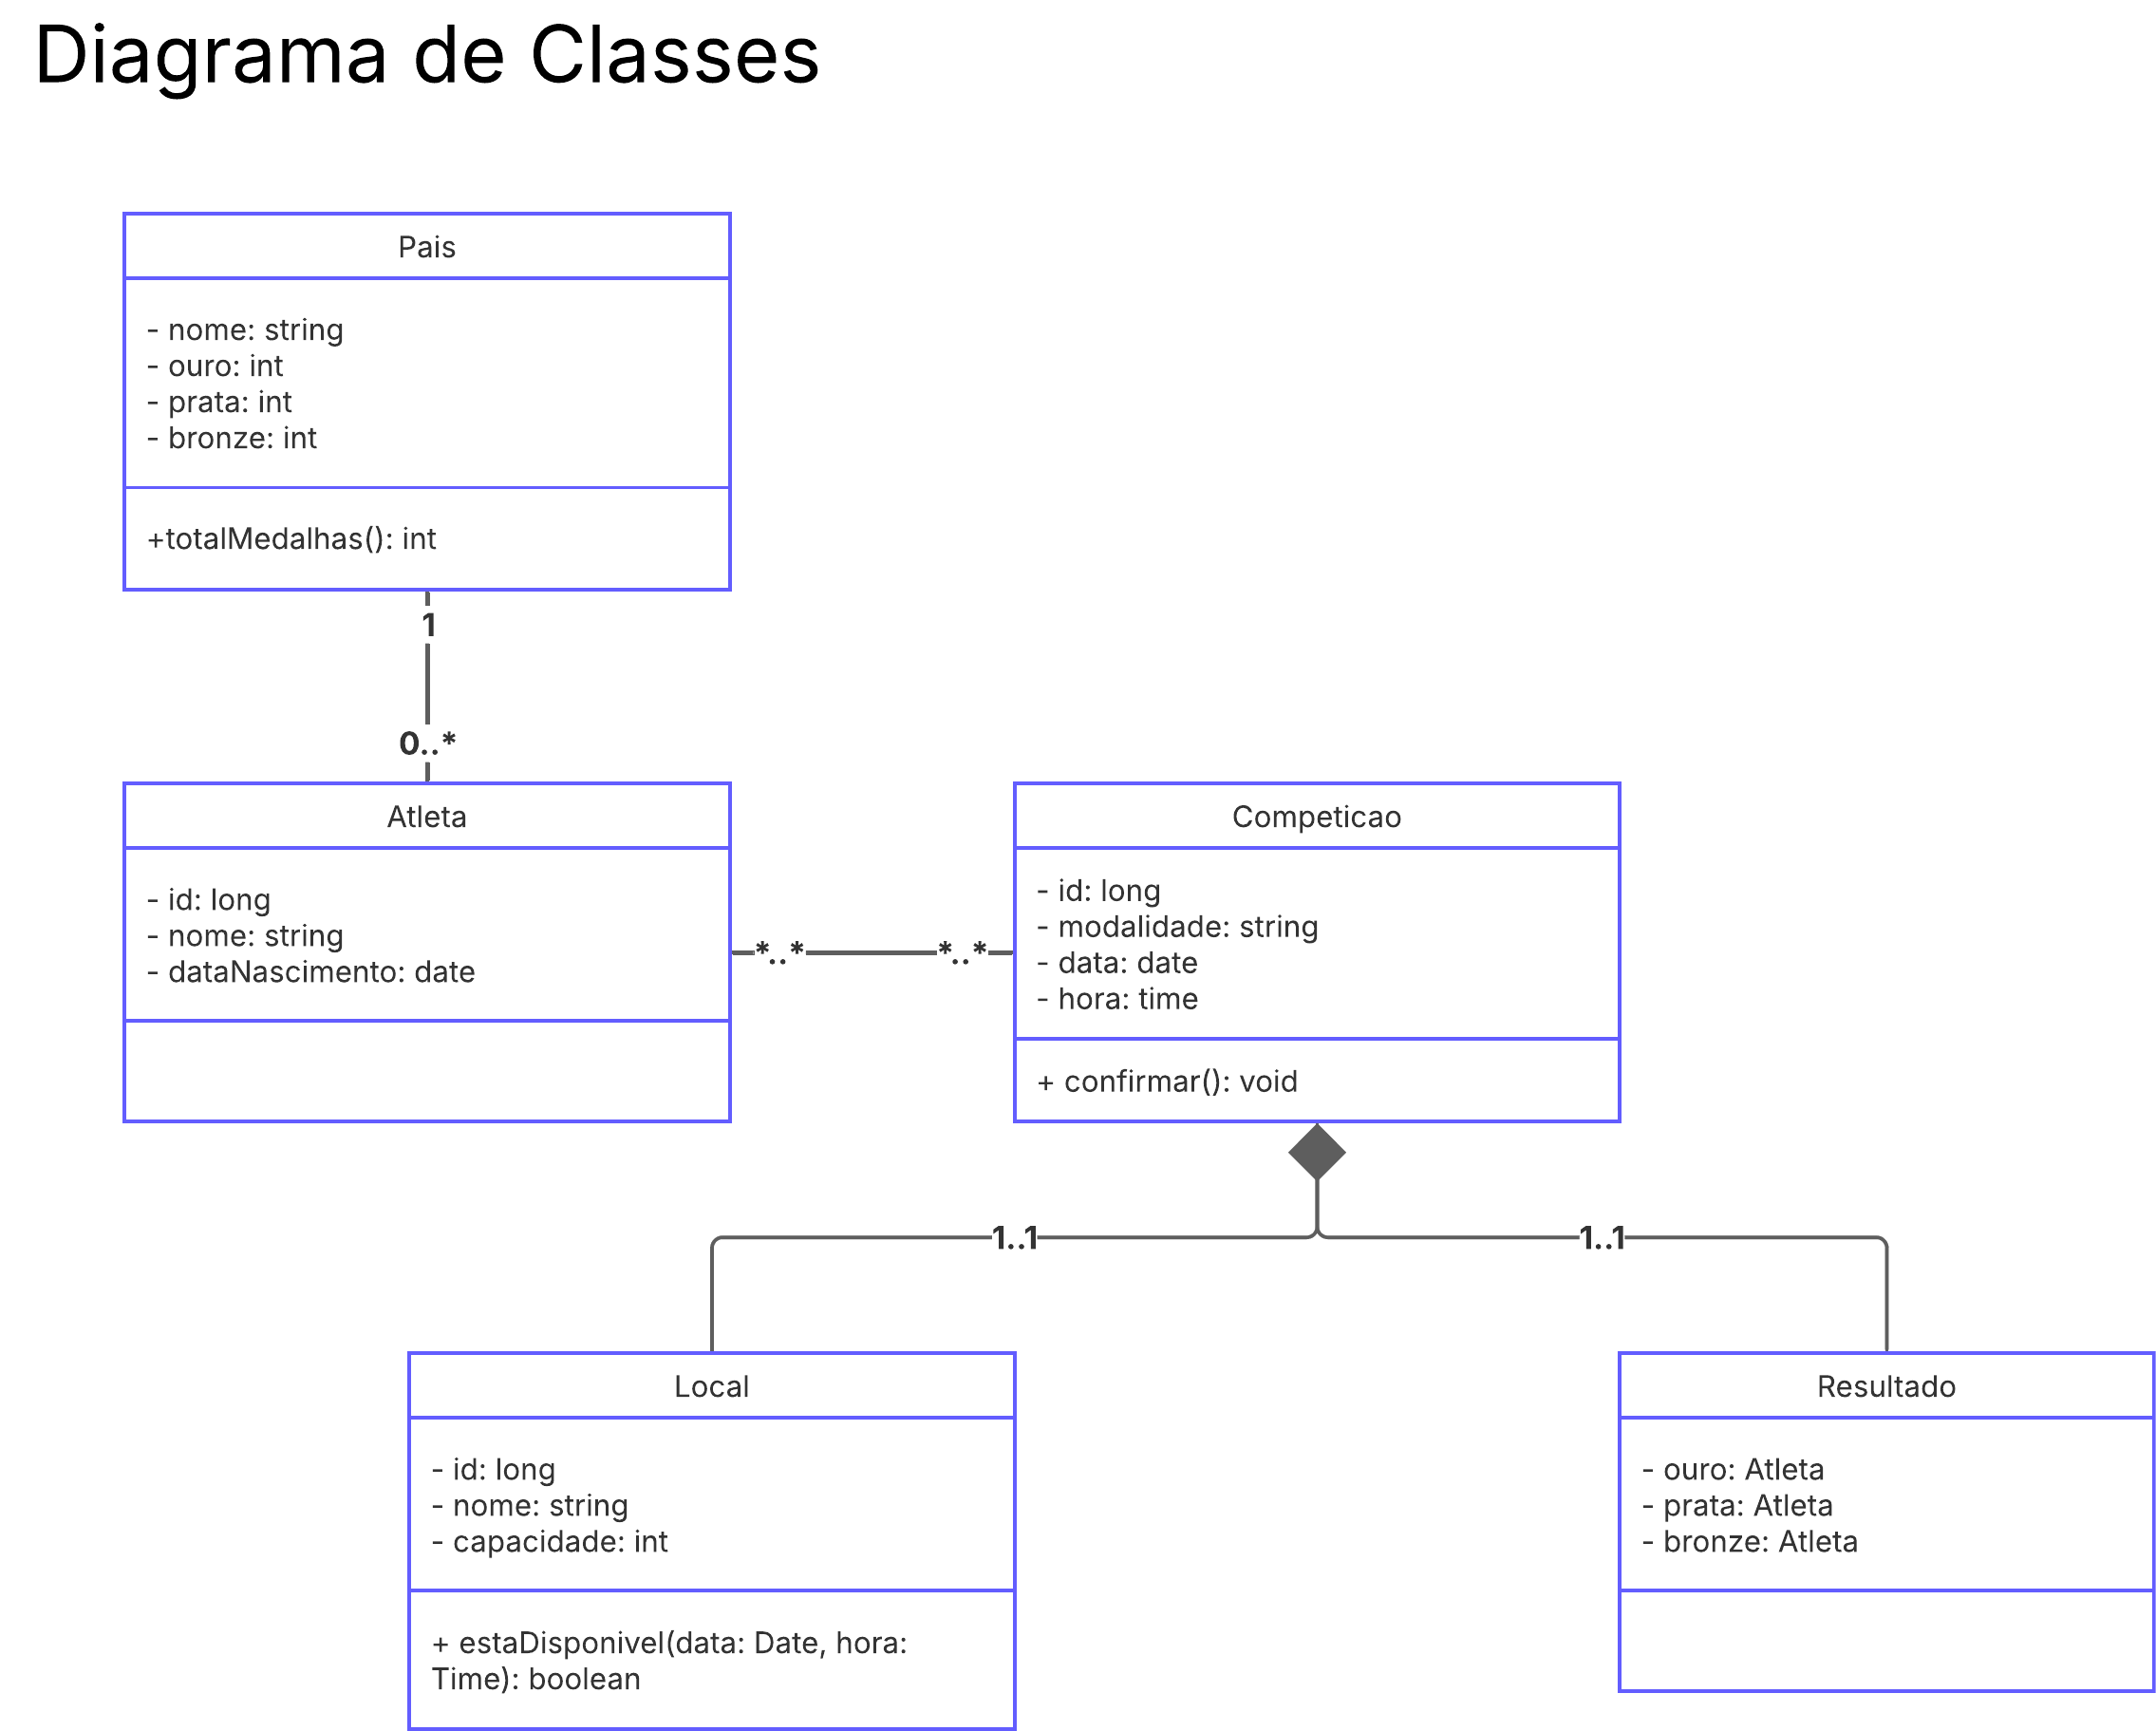 Diagrama de Classes
Pais
- nome: string
- ouro: int
- prata: int
- bronze: int
+totalMedalhas(): int
1
0..*
Atleta
- id: long
- nome: string
- dataNascimento: date
*..*
*..*
Competicao
- id: long
- modalidade: string
- data: date
- hora: time
+ confirmar(): void
1..1
1..1
Local
- id: long
- nome: string
- capacidade: int
+ estaDisponivel(data: Date, hora:
Time): boolean
Resultado
- ouro: Atleta
- prata: Atleta
- bronze: Atleta